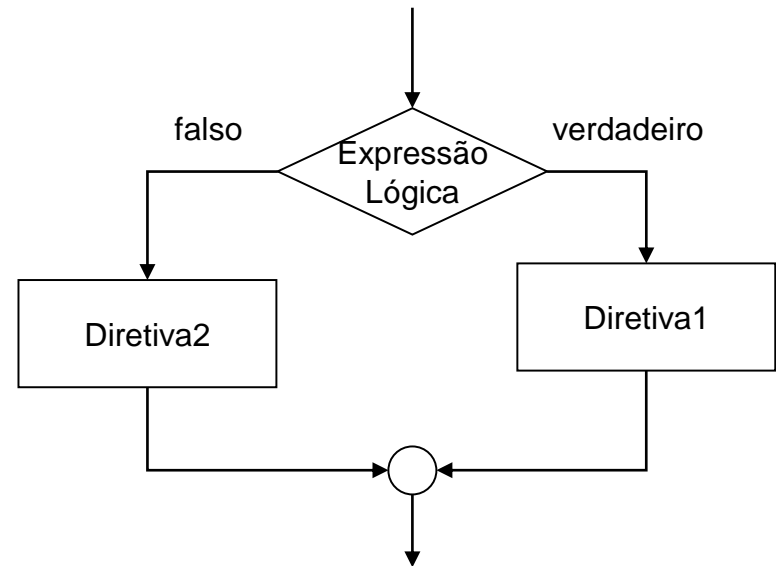 falso
verdadeiro
Expressão
Lógica
Diretiva2
Diretiva1